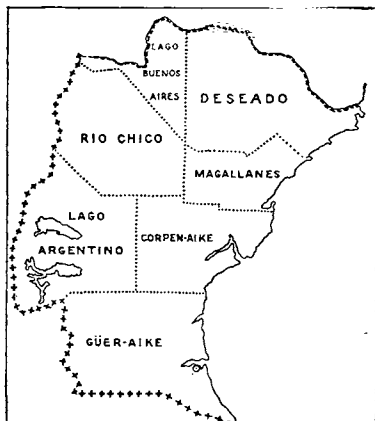 LAGO
BUENOS
AIRES
DESEADO
RIO CHICO
MAGALLANES
LAGO
ARGENTINO
CORPEN-AIKE
GÜER-AIKE